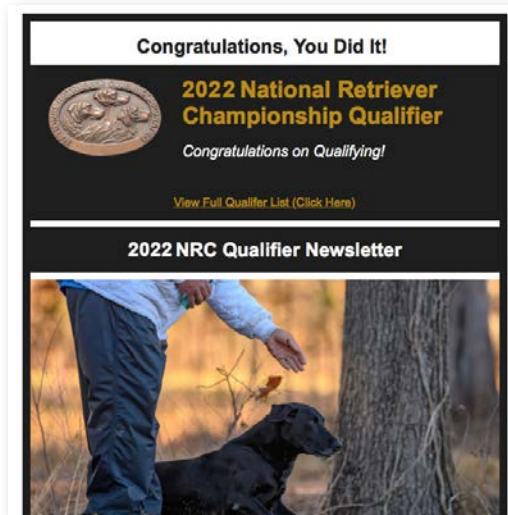 Congratulations, You Did It!
2022 National Retriever
Championship Qualifier
Congratulations on Qualifying!
View Full Qualifer List (Click Here)
2022 NRC Qualifier Newsletter